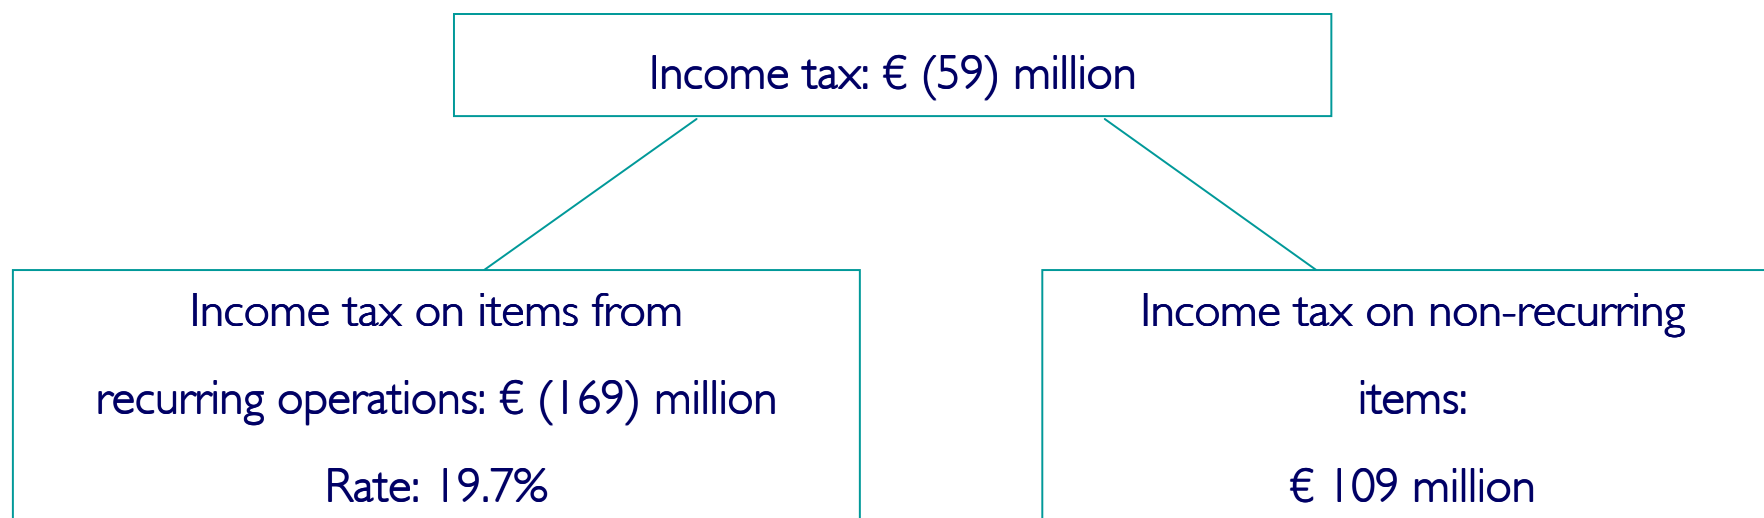 Income tax: € (59) million
Income tax on items from
recurring operations: € (169) million
Rate: 19.7%
Income tax on non-recurring
items:
€ 109 million